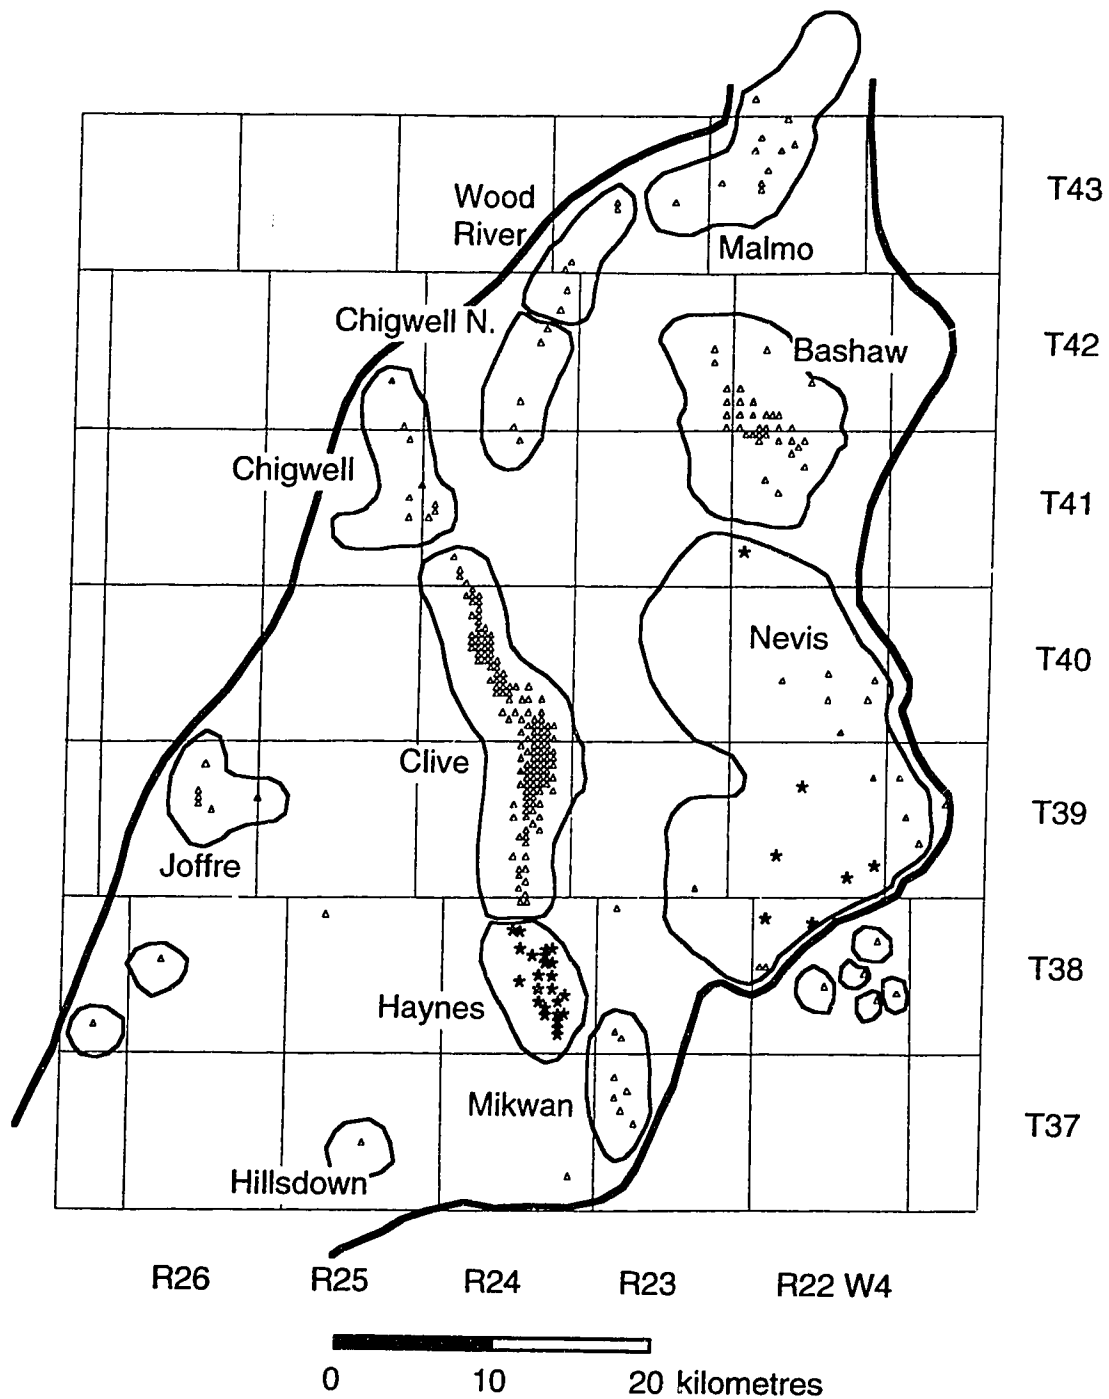 T43
Wood
River
Malmo
Chigwell N.
T42
Bashaw
Chigwell
T41
Nevis
T40
Clive
T39
Joffre
T38
Haynes
Mikwan
T37
Hillsdown
R26 R25 R24 R23 R22 W4
0 10 20 kilometres